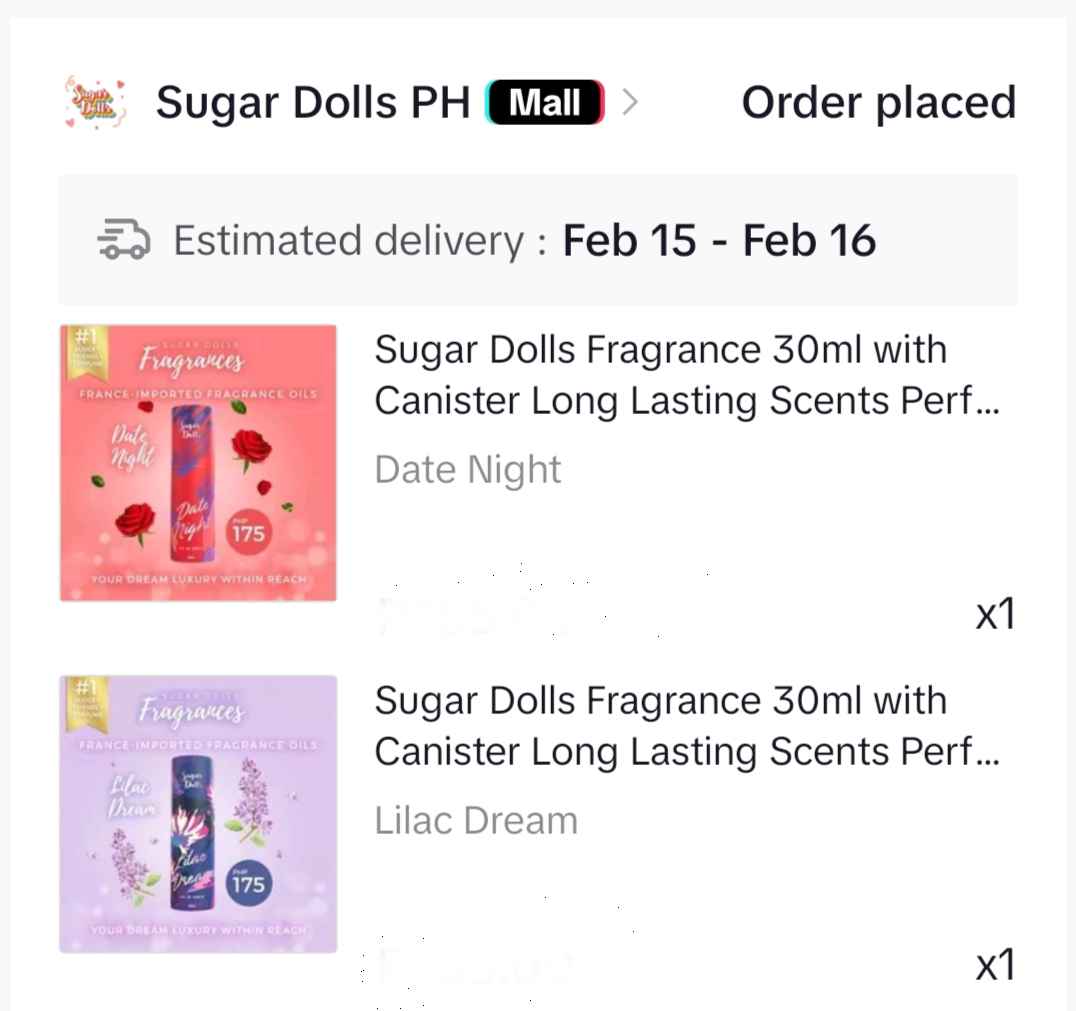 Sugar Dolls
Sugar Dolls PH Mall
Order placed
Estimated delivery : Feb 15 - Feb 16
#1
SUGAR DOLLS
Fragrances
FRANCE-IMPORTED FRAGRANCE OILS
Date
Night
Sugar
Dolls
Date
Night
PHP
175
YOUR DREAM LUXURY WITHIN REACH
Sugar Dolls Fragrance 30ml with
Canister Long Lasting Scents Perf...
Date Night
x1
#1
SUGAR DOLLS
Fragrances
FRANCE-IMPORTED FRAGRANCE OILS
Lilac
Dream
Sugar
Dolls
Lilac
Dream
PHP
175
YOUR DREAM LUXURY WITHIN REACH
Sugar Dolls Fragrance 30ml with
Canister Long Lasting Scents Perf...
Lilac Dream
x1